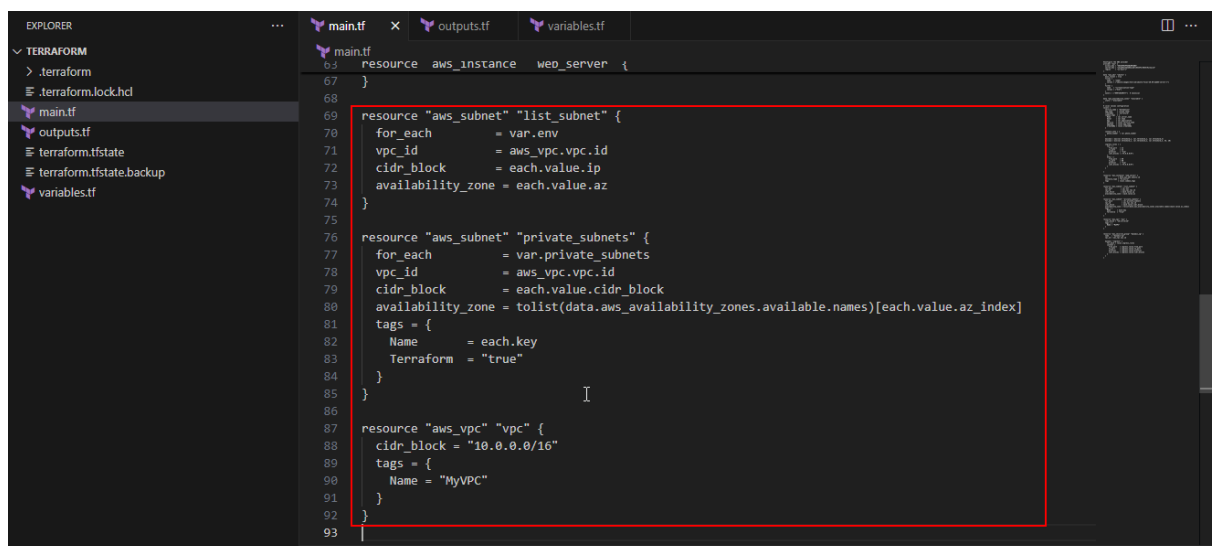 EXPLORER
···
TERRAFORM
.terraform
.terraform.lock.hcl
main.tf
outputs.tf
terraform.tfstate
terraform.tfstate.backup
variables.tf
main.tf
outputs.tf
variables.tf
···
main.tf
63 resource aws_instance web_server {
67 }
68
69 resource "aws_subnet" "list_subnet" {
70 for_each = var.env
71 vpc_id = aws_vpc.vpc.id
72 cidr_block = each.value.ip
73 availability_zone = each.value.az
74 }
75
76 resource "aws_subnet" "private_subnets" {
77 for_each = var.private_subnets
78 vpc_id = aws_vpc.vpc.id
79 cidr_block = each.value.cidr_block
80 availability_zone = tolist(data.aws_availability_zones.available.names)[each.value.az_index]
81 tags = {
82 Name = each.key
83 Terraform = "true"
84 }
85 }
86
87 resource "aws_vpc" "vpc" {
88 cidr_block = "10.0.0.0/16"
89 tags = {
90 Name = "MyVPC"
91 }
92 }
93